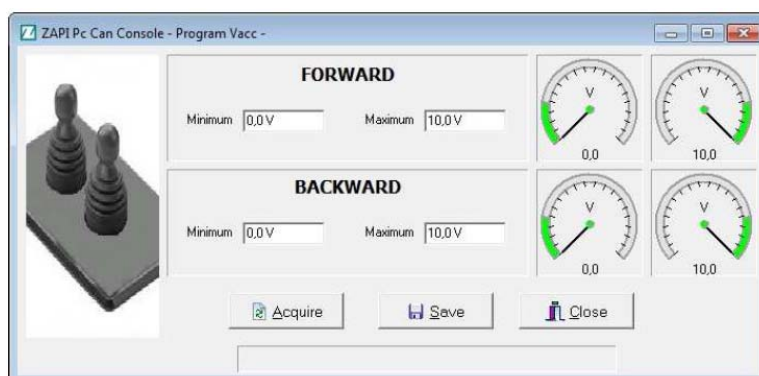 ZAPI Pc Can Console - Program Vacc -
FORWARD
Minimum 0,0 V Maximum 10,0 V
V V
0,0 10,0
BACKWARD
Minimum 0,0 V Maximum 10,0 V
V V
0,0 10,0
Acquire Save Close